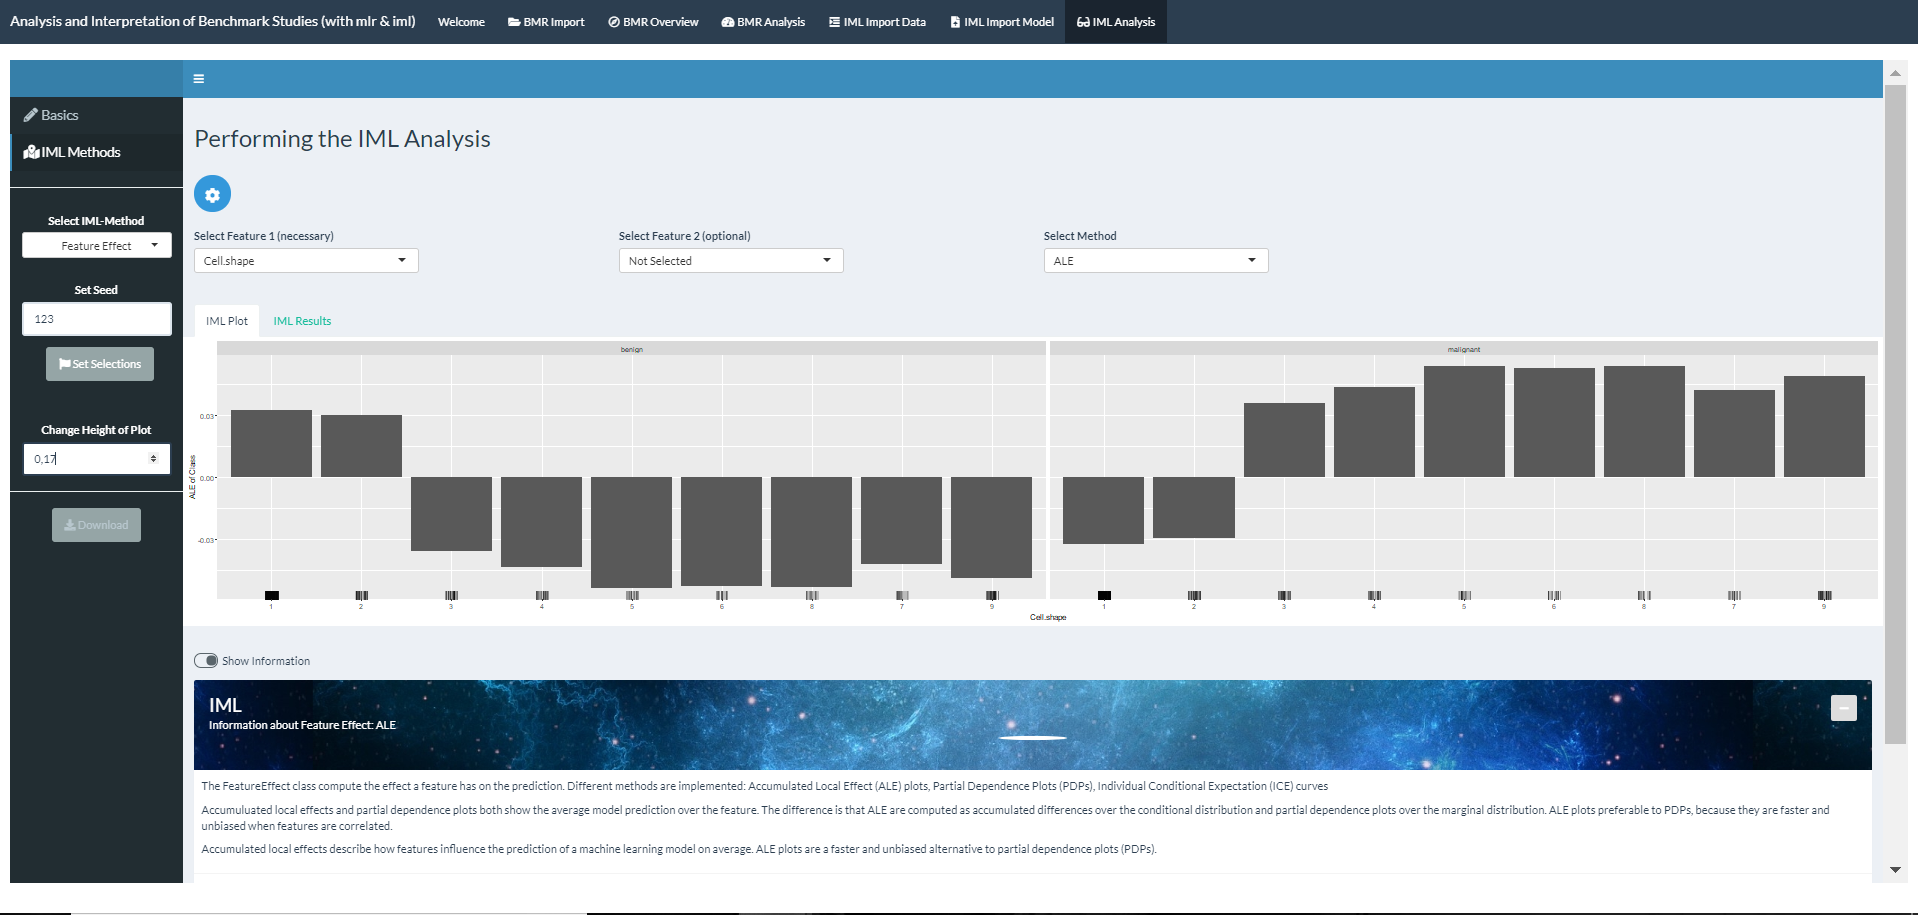 Analysis and Interpretation of Benchmark Studies (with mlr & iml) Welcome BMR Import BMR Overview BMR Analysis IML Import Data IML Import Model IML Analysis
Basics
IML Methods
Select IML-Method
Feature Effect
Set Seed
123
Set Selections
Change Height of Plot
0,17
Download
Performing the IML Analysis
Select Feature 1 (necessary) Select Feature 2 (optional) Select Method
Cell.shape Not Selected ALE
IML Plot IML Results
benign malignant
0.03
0.00
-0.03
ALE of Class
1 2 3 4 5 6 8 7 9 1 2 3 4 5 6 8 7 9
Cell.shape
Show Information
IML
Information about Feature Effect: ALE
The FeatureEffect class compute the effect a feature has on the prediction. Different methods are implemented: Accumulated Local Effect (ALE) plots, Partial Dependence Plots (PDPs), Individual Conditional Expectation (ICE) curves
Accumuluated local effects and partial dependence plots both show the average model prediction over the feature. The difference is that ALE are computed as accumulated differences over the conditional distribution and partial dependence plots over the marginal distribution. ALE plots preferable to PDPs, because they are faster and
unbiased when features are correlated.
Accumulated local effects describe how features influence the prediction of a machine learning model on average. ALE plots are a faster and unbiased alternative to partial dependence plots (PDPs).